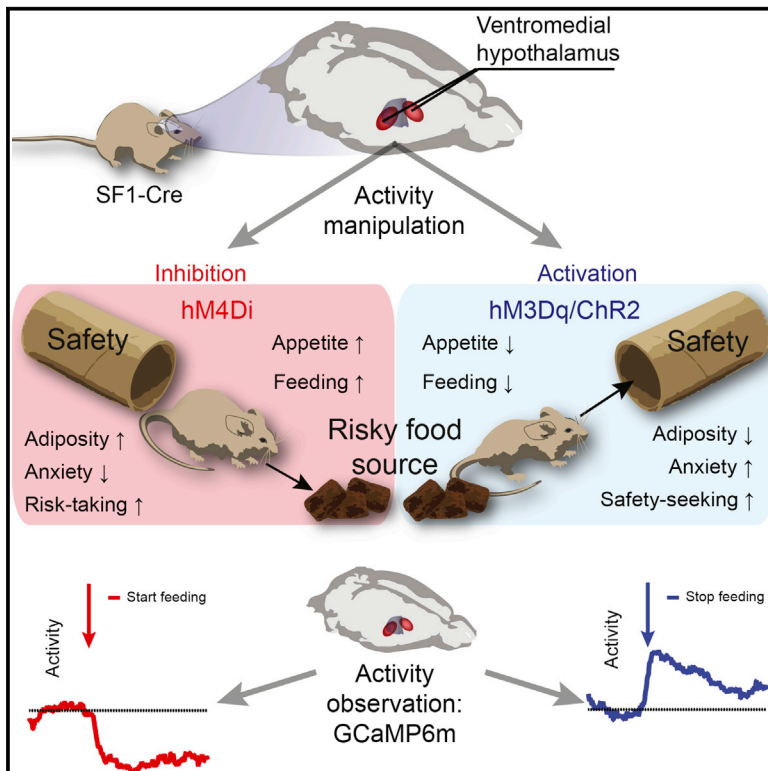 Ventromedial
hypothalamus
SF1-Cre
Activity
manipulation
Inhibition
hM4Di
Safety
Appetite ↑
Feeding ↑
Adiposity ↑
Anxiety ↓
Risk-taking ↑
Risky food
source
Activation
hM3Dq/ChR2
Appetite ↓
Feeding ↓
Safety
Adiposity ↓
Anxiety ↑
Safety-seeking ↑
Start feeding
Activity
Activity
observation:
GCaMP6m
Stop feeding
Activity